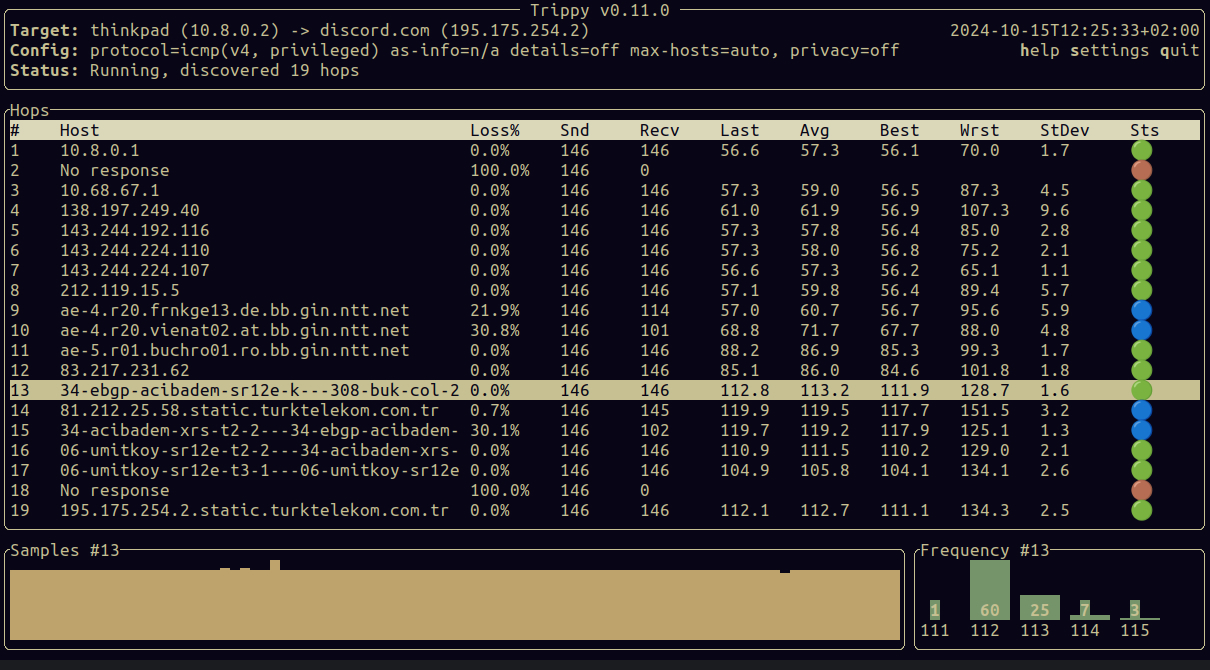 Trippy v0.11.0
Target: thinkpad (10.8.0.2) -> discord.com (195.175.254.2) 2024-10-15T12:25:33+02:00
Config: protocol=icmp(v4, privileged) as-info=n/a details=off max-hosts=auto, privacy=off help settings quit
Status: Running, discovered 19 hops
Hops
# Host Loss% Snd Recv Last Avg Best Wrst StDev Sts
1 10.8.0.1 0.0% 146 146 56.6 57.3 56.1 70.0 1.7
2 No response 100.0% 146 0
3 10.68.67.1 0.0% 146 146 57.3 59.0 56.5 87.3 4.5
4 138.197.249.40 0.0% 146 146 61.0 61.9 56.9 107.3 9.6
5 143.244.192.116 0.0% 146 146 57.3 57.8 56.4 85.0 2.8
6 143.244.224.110 0.0% 146 146 57.3 58.0 56.8 75.2 2.1
7 143.244.224.107 0.0% 146 146 56.6 57.3 56.2 65.1 1.1
8 212.119.15.5 0.0% 146 146 57.1 59.8 56.4 89.4 5.7
9 ae-4.r20.frnkge13.de.bb.gin.ntt.net 21.9% 146 114 57.0 60.7 56.7 95.6 5.9
10 ae-4.r20.vienat02.at.bb.gin.ntt.net 30.8% 146 101 68.8 71.7 67.7 88.0 4.8
11 ae-5.r01.buchro01.ro.bb.gin.ntt.net 0.0% 146 146 88.2 86.9 85.3 99.3 1.7
12 83.217.231.62 0.0% 146 146 85.1 86.0 84.6 101.8 1.8
13 34-ebgp-acibadem-sr12e-k---308-buk-col-2 0.0% 146 146 112.8 113.2 111.9 128.7 1.6
14 81.212.25.58.static.turktelekom.com.tr 0.7% 146 145 119.9 119.5 117.7 151.5 3.2
15 34-acibadem-xrs-t2-2---34-ebgp-acibadem- 30.1% 146 102 119.7 119.2 117.9 125.1 1.3
16 06-umitkoy-sr12e-t2-2---34-acibadem-xrs- 0.0% 146 146 110.9 111.5 110.2 129.0 2.1
17 06-umitkoy-sr12e-t3-1---06-umitkoy-sr12e 0.0% 146 146 104.9 105.8 104.1 134.1 2.6
18 No response 100.0% 146 0
19 195.175.254.2.static.turktelekom.com.tr 0.0% 146 146 112.1 112.7 111.1 134.3 2.5
Samples #13
Frequency #13
1 60 25 7 3
111 112 113 114 115